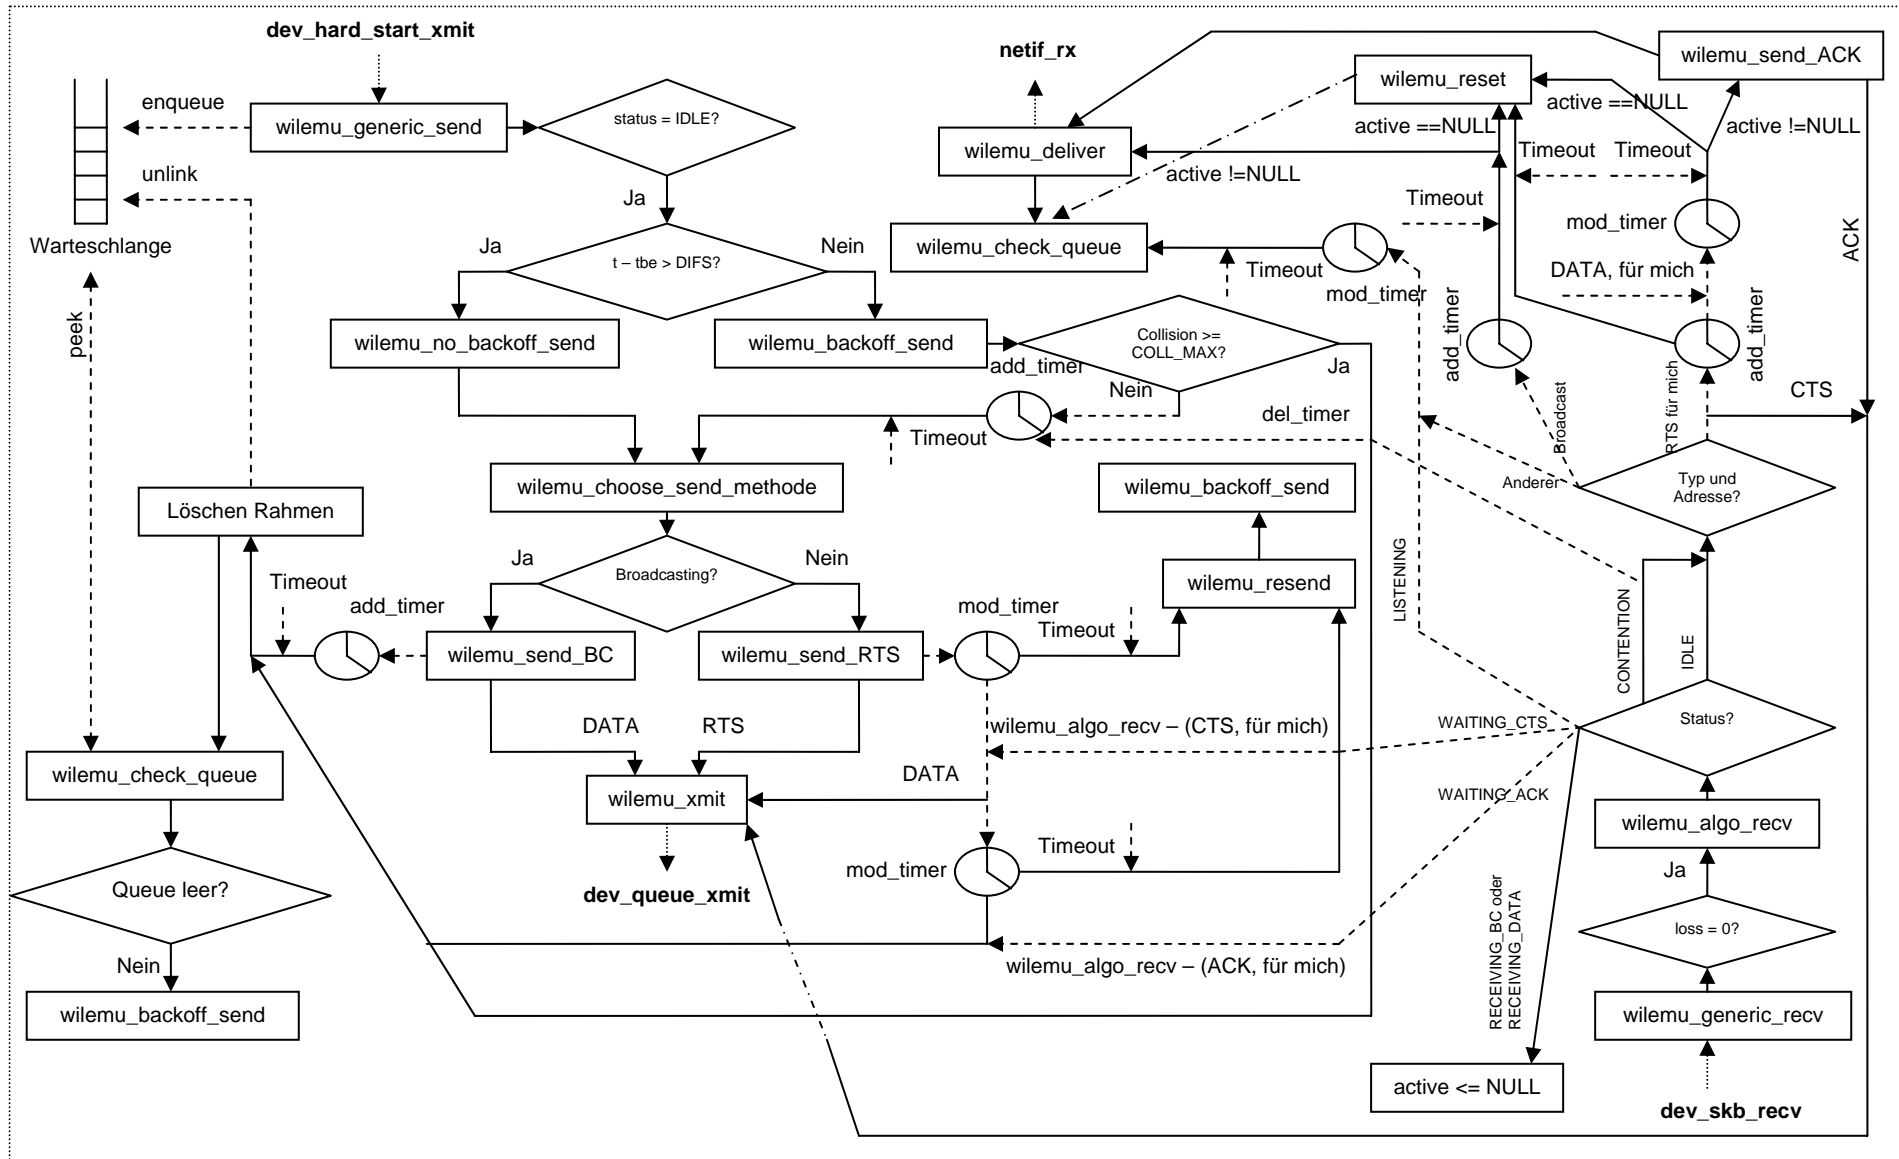 dev_hard_start_xmit
enqueue
wilemu_generic_send
status = IDLE?
unlink
Warteschlange
peek
Ja
t – tbe > DIFS?
Ja
Nein
wilemu_no_backoff_send
wilemu_backoff_send
add_timer
Collision >=
COLL_MAX?
Ja
Nein
Timeout
del_timer
wilemu_choose_send_methode
Löschen Rahmen
Timeout
add_timer
Ja
Broadcasting?
Nein
wilemu_send_BC
wilemu_send_RTS
mod_timer
Timeout
wilemu_resend
wilemu_backoff_send
DATA
RTS
wilemu_algo_recv – (CTS, für mich)
DATA
wilemu_xmit
dev_queue_xmit
mod_timer
Timeout
wilemu_algo_recv – (ACK, für mich)
wilemu_check_queue
Queue leer?
Nein
wilemu_backoff_send
netif_rx
wilemu_deliver
wilemu_reset
wilemu_send_ACK
active ==NULL
active ==NULL
active !=NULL
active !=NULL
Timeout
Timeout
Timeout
wilemu_check_queue
Timeout
mod_timer
mod_timer
DATA, für mich
add_timer
add_timer
ACK
CTS
Broadcast
RTS für mich
Anderer
Typ und
Adresse?
LISTENING
CONTENTION
IDLE
WAITING_CTS
WAITING_ACK
Status?
wilemu_algo_recv
Ja
loss = 0?
RECEIVING_BC oder
RECEIVING_DATA
wilemu_generic_recv
active <= NULL
dev_skb_recv